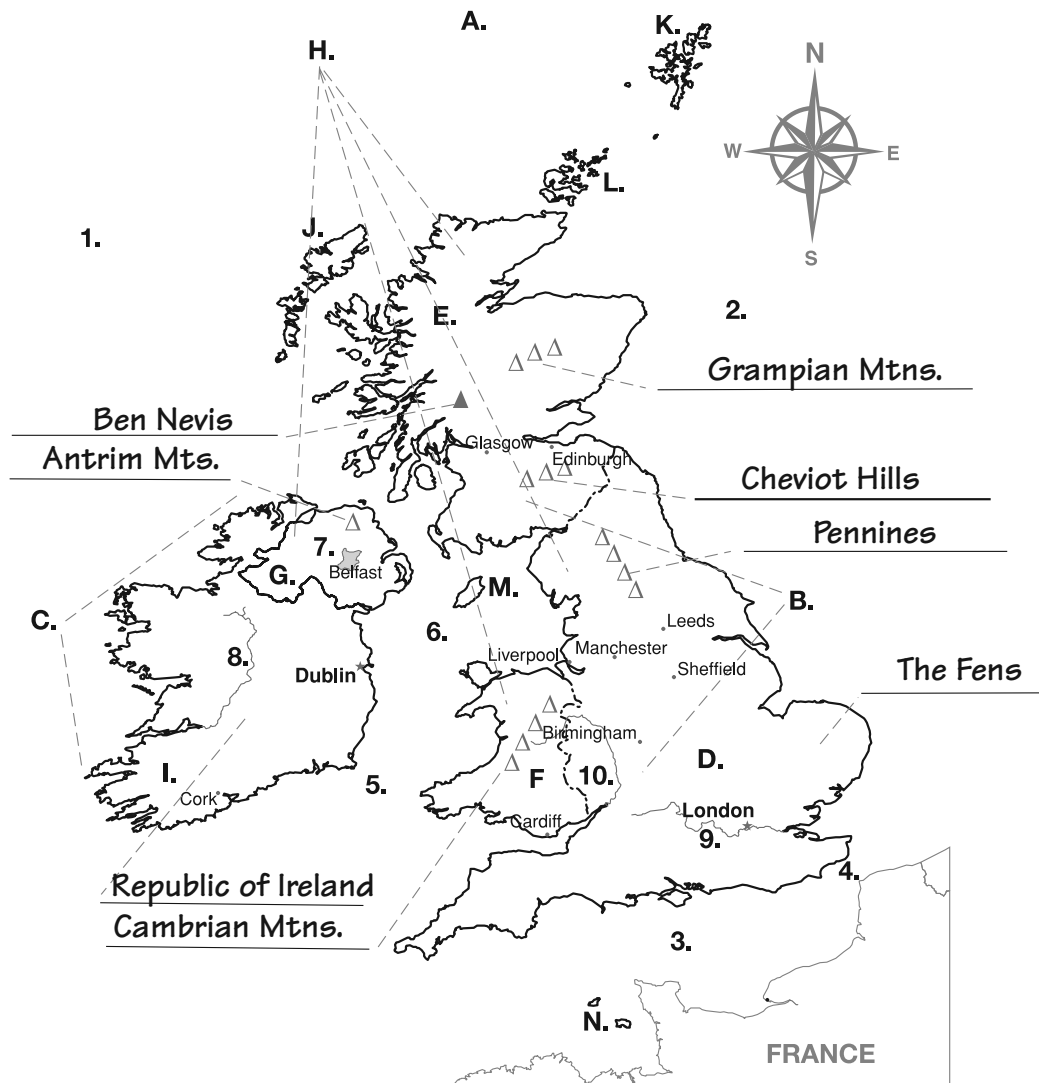 A.
K.
H.
N
W
E
S
L.
J.
1.
E.
2.
Grampian Mtns.
Ben Nevis
Antrim Mts.
Glasgow
Edinburgh
Cheviot Hills
Pennines
7.
Belfast
G.
M.
B.
C.
6.
Leeds
8.
Liverpool
Manchester
Dublin
Sheffield
The Fens
Birmingham
D.
I.
5.
F
10.
Cork
London
Cardiff
9.
4.
Republic of Ireland
Cambrian Mtns.
3.
N.
FRANCE